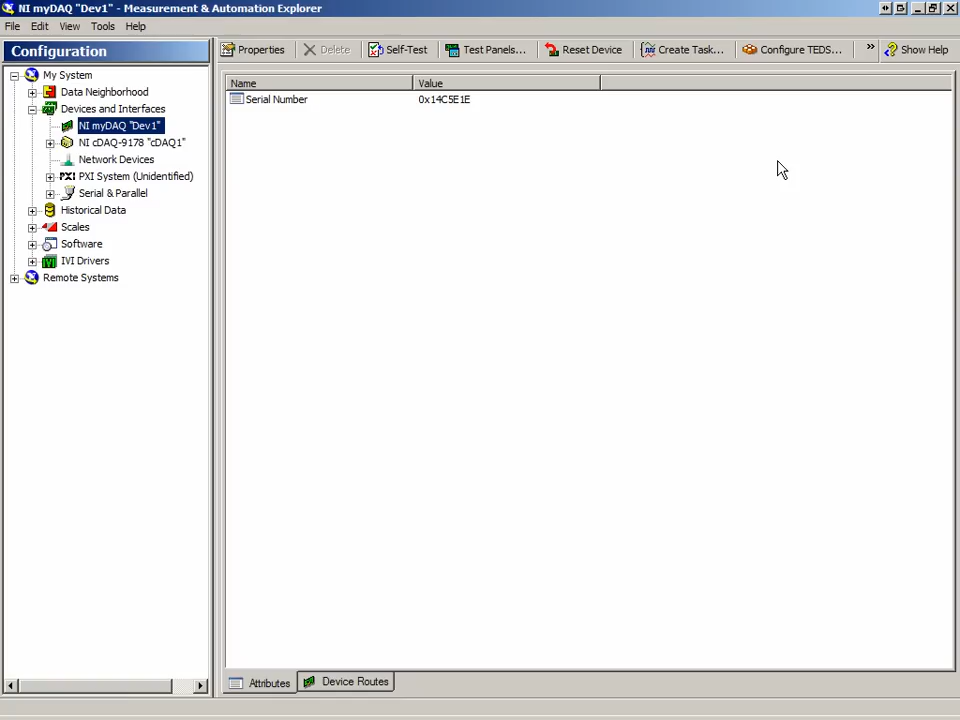 NI myDAQ "Dev1" - Measurement & Automation Explorer
File Edit View Tools Help
Configuration
Properties Delete Self-Test Test Panels... Reset Device Create Task... Configure TEDS... » Show Help
My System
Data Neighborhood
Devices and Interfaces
NI myDAQ "Dev1"
NI cDAQ-9178 "cDAQ1"
Network Devices
PXI PXI System (Unidentified)
Serial & Parallel
Historical Data
Scales
Software
IVI IVI Drivers
Remote Systems
Name Value
Serial Number 0x14C5E1E
Attributes Device Routes